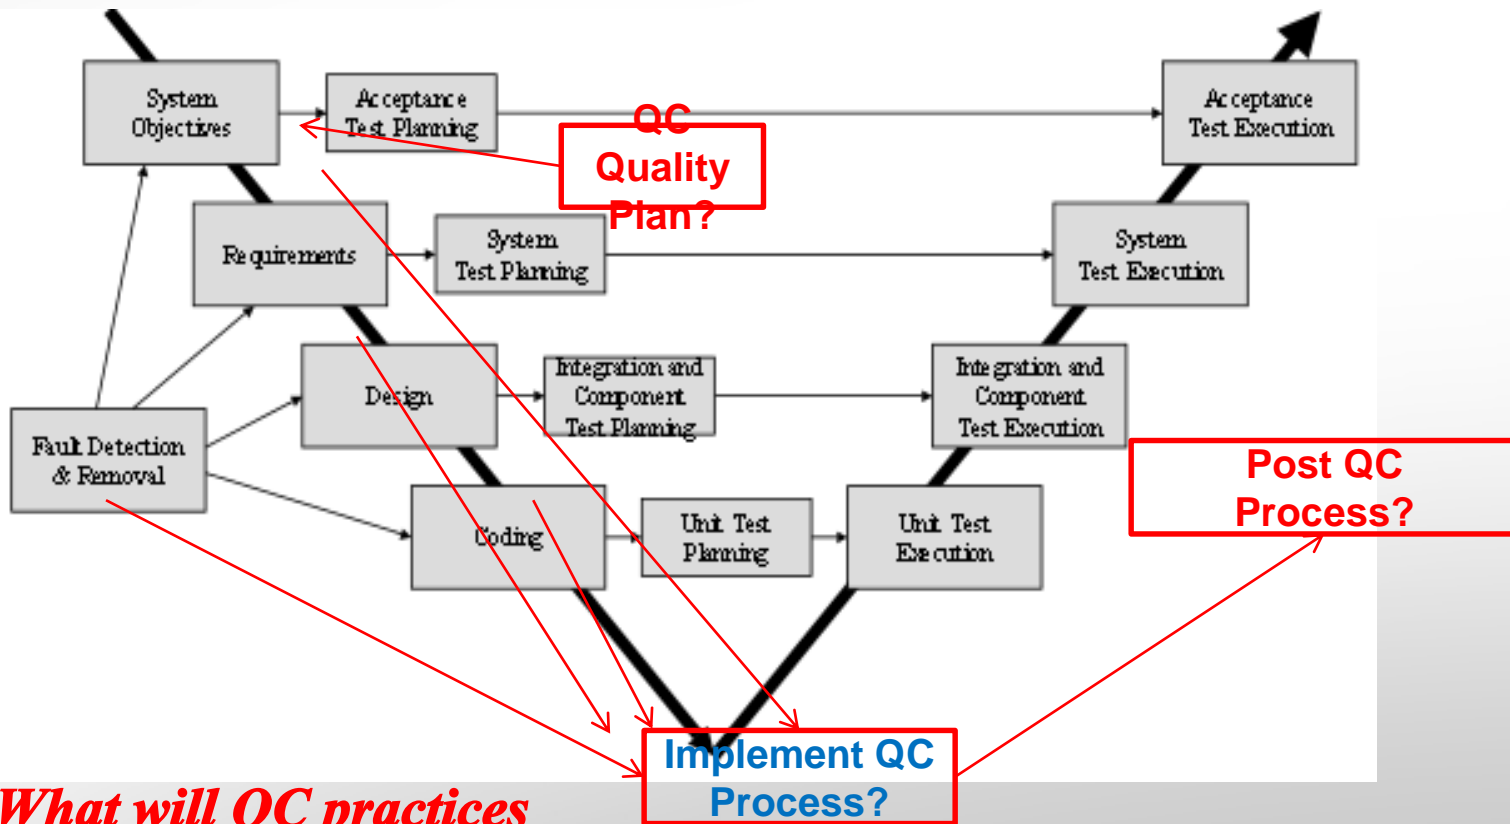 System
Objectives
Acceptance
Test Planning
QC
Quality
Plan?
Acceptance
Test Execution
Requirements
System
Test Planning
System
Test Execution
Design
Integration and
Component
Test Planning
Integration and
Component
Test Execution
Fault Detection
& Removal
Post QC
Process?
Coding
Unit Test
Planning
Unit Test
Execution
Implement QC
Process?
What will QC practices